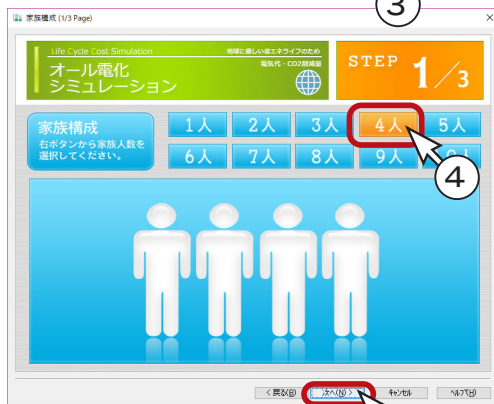 ③
家族構成 (1/3 Page)
Life Cycle Cost Simulation
地球に優しい省エネライフのため
電気代・CO2削減量
オール電化
シミュレーション
STEP 1/3
家族構成
右ボタンから家族人数を
選択してください。
1人 2人 3人 4人 5人
6人 7人 8人 9人
④
< 戻る(B) 次へ(N) > キャンセル ヘルプ(H)